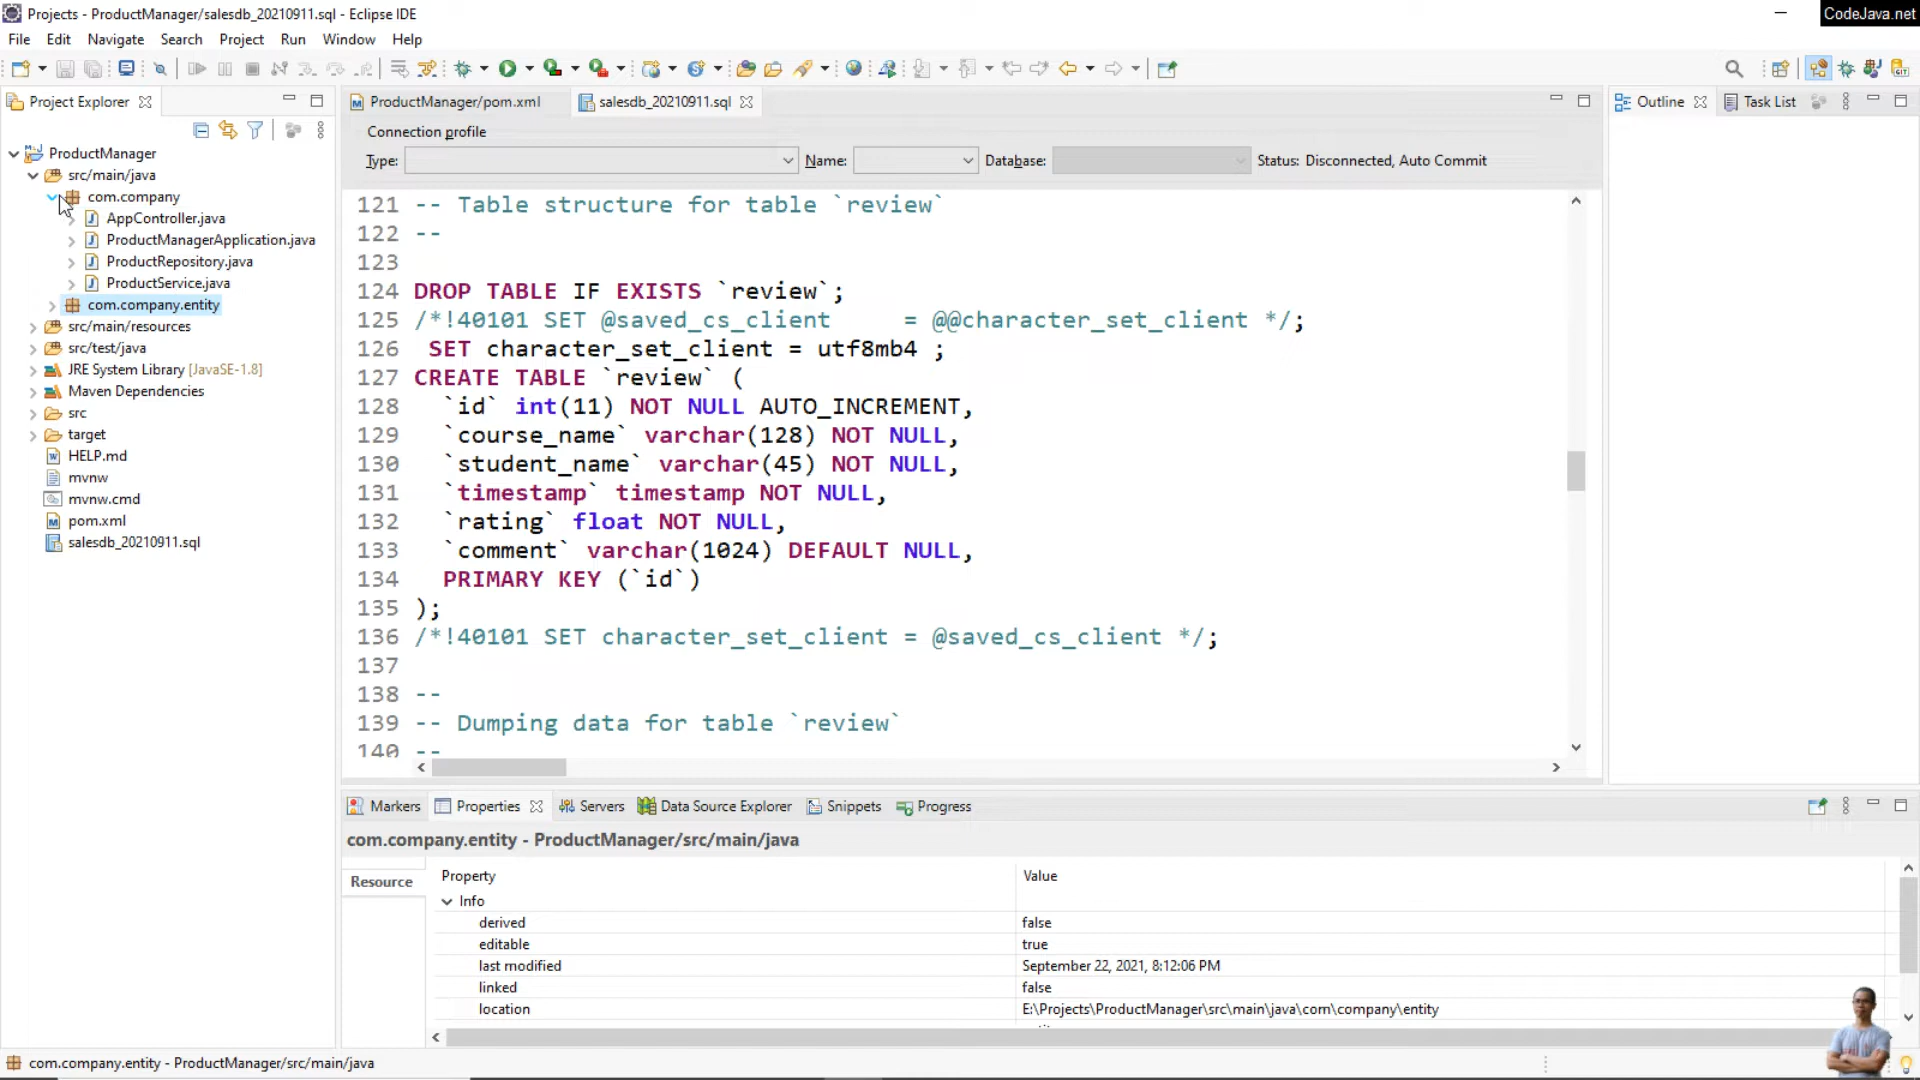 Projects - ProductManager/salesdb_20210911.sql - Eclipse IDE
CodeJava.net
File Edit Navigate Search Project Run Window Help
Project Explorer
ProductManager/pom.xml
salesdb_20210911.sql
Outline
Task List
Connection profile
Type:
Name:
Database:
Status: Disconnected, Auto Commit
ProductManager
src/main/java
com.company
AppController.java
ProductManagerApplication.java
ProductRepository.java
ProductService.java
com.company.entity
src/main/resources
src/test/java
JRE System Library [JavaSE-1.8]
Maven Dependencies
src
target
HELP.md
mvnw
mvnw.cmd
pom.xml
salesdb_20210911.sql
121 -- Table structure for table `review`
122 --
123
124 DROP TABLE IF EXISTS `review`;
125 /*!40101 SET @saved_cs_client     = @@character_set_client */;
126  SET character_set_client = utf8mb4 ;
127 CREATE TABLE `review` (
128   `id` int(11) NOT NULL AUTO_INCREMENT,
129   `course_name` varchar(128) NOT NULL,
130   `student_name` varchar(45) NOT NULL,
131   `timestamp` timestamp NOT NULL,
132   `rating` float NOT NULL,
133   `comment` varchar(1024) DEFAULT NULL,
134   PRIMARY KEY (`id`)
135 );
136 /*!40101 SET character_set_client = @saved_cs_client */;
137
138 --
139 -- Dumping data for table `review`
140 --
Markers
Properties
Servers
Data Source Explorer
Snippets
Progress
com.company.entity - ProductManager/src/main/java
Resource
Property Value
Info
derived false
editable true
last modified September 22, 2021, 8:12:06 PM
linked false
location E:\Projects\ProductManager\src\main\java\com\company\entity
com.company.entity - ProductManager/src/main/java